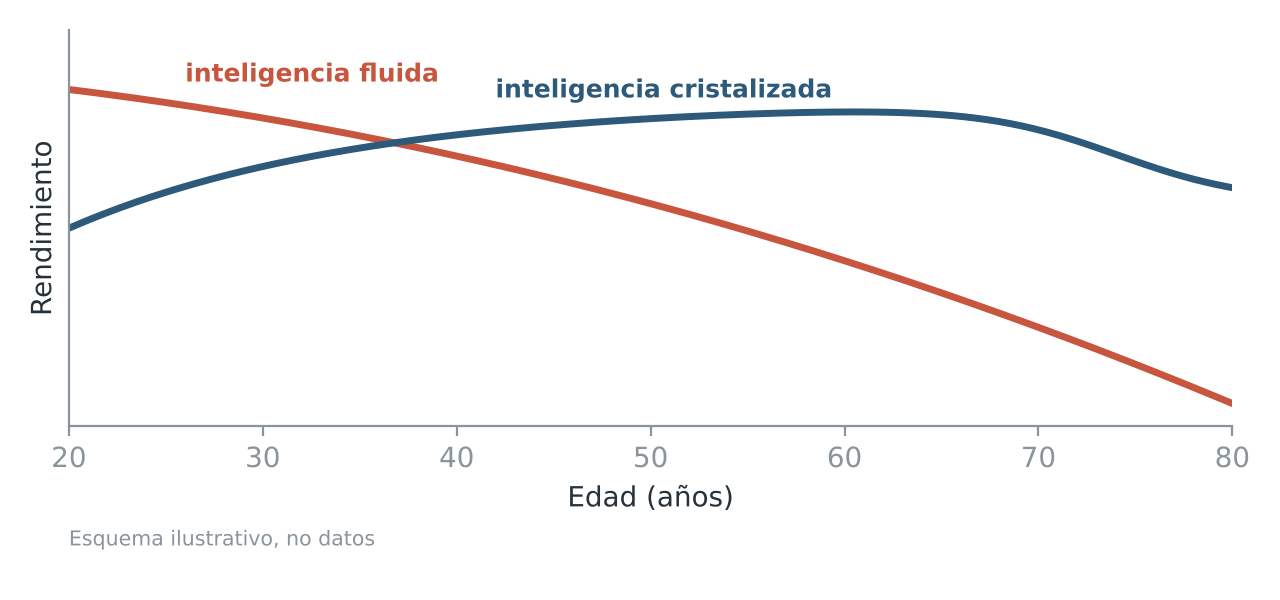 inteligencia fluida
inteligencia cristalizada
Rendimiento
20 30 40 50 60 70 80
Edad (años)
Esquema ilustrativo, no datos